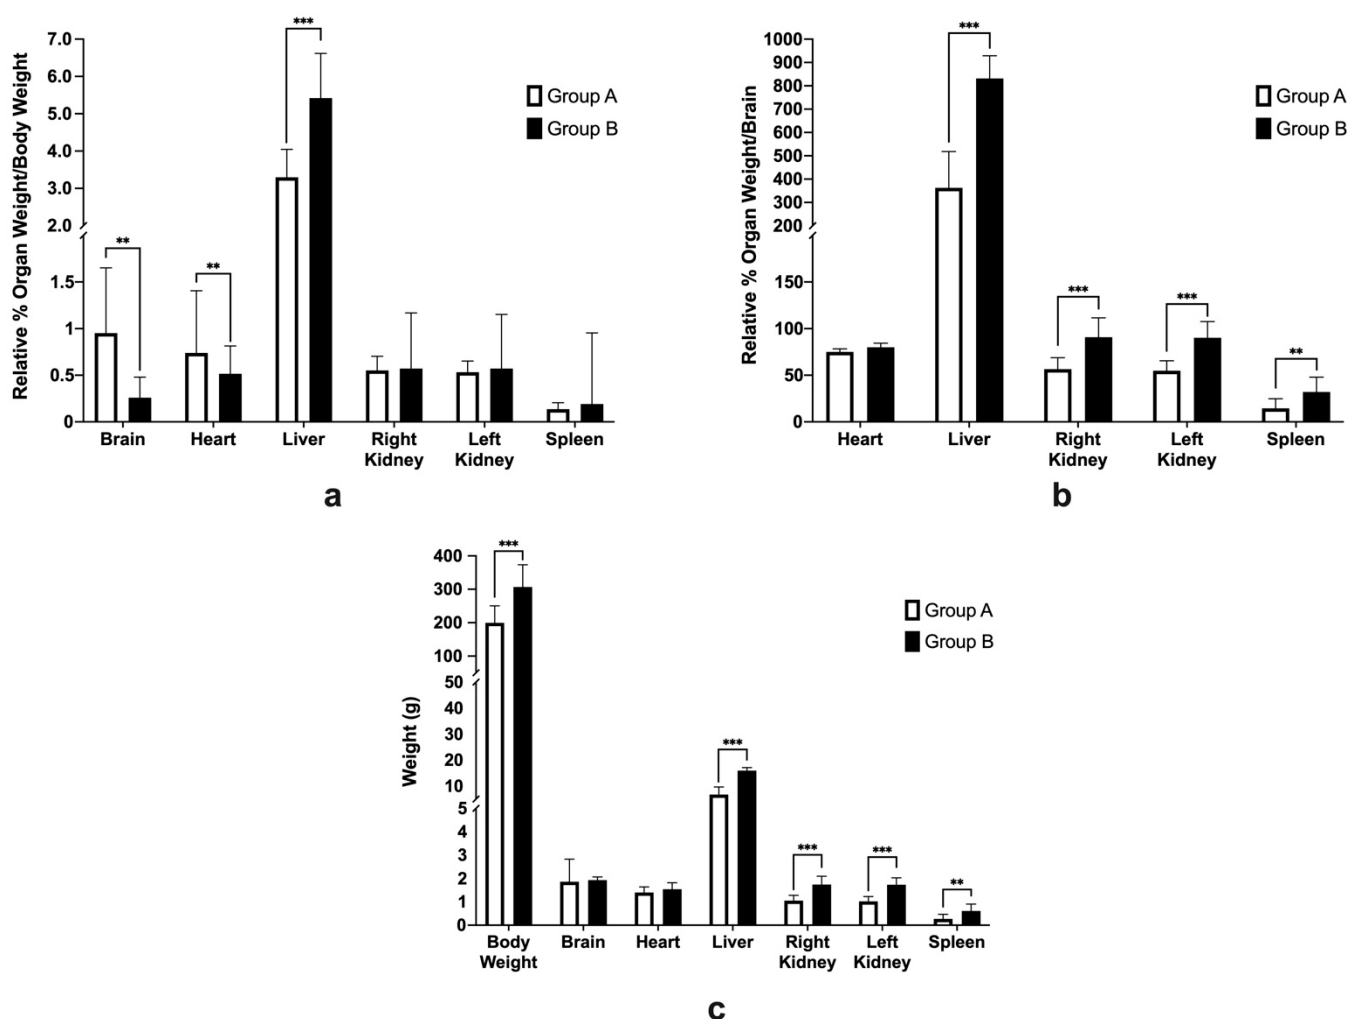 Relative % Organ Weight/Body Weight
7.0
6.0
5.0
4.0
3.0
2.0
1.5
1
0.5
0
***
**
**
Group A
Group B
Brain
Heart
Liver
Right
Kidney
Left
Kidney
Spleen
a
Relative % Organ Weight/Brain
1000
900
800
700
600
500
400
300
200
150
100
50
0
***
***
***
**
Group A
Group B
Heart
Liver
Right
Kidney
Left
Kidney
Spleen
b
Weight (g)
400
300
200
100
50
40
30
20
10
5
4
3
2
1
0
***
***
***
***
**
Group A
Group B
Body
Weight
Brain
Heart
Liver
Right
Kidney
Left
Kidney
Spleen
c